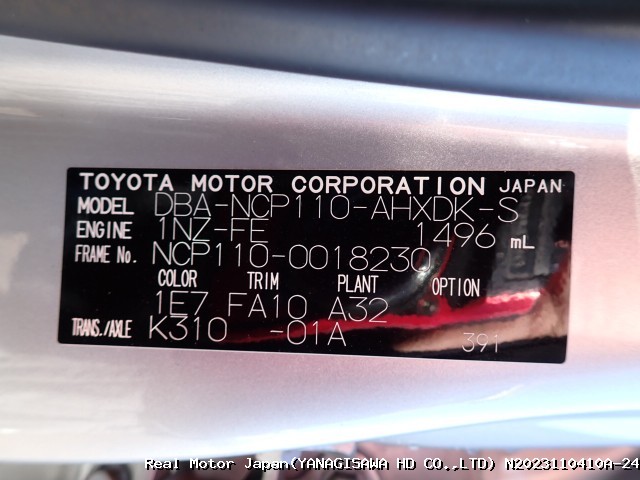 TOYOTA MOTOR CORPORATION JAPAN
MODEL DBA-NCP110-AHXDK-S
ENGINE 1NZ-FE 1496 mL
FRAME No. NCP110-0018230
COLOR TRIM PLANT OPTION
1E7 FA10 A32
TRANS./AXLE K310 -01A
391
Real Motor Japan(YANAGISAWA HD CO.,LTD) N2023110410A-24